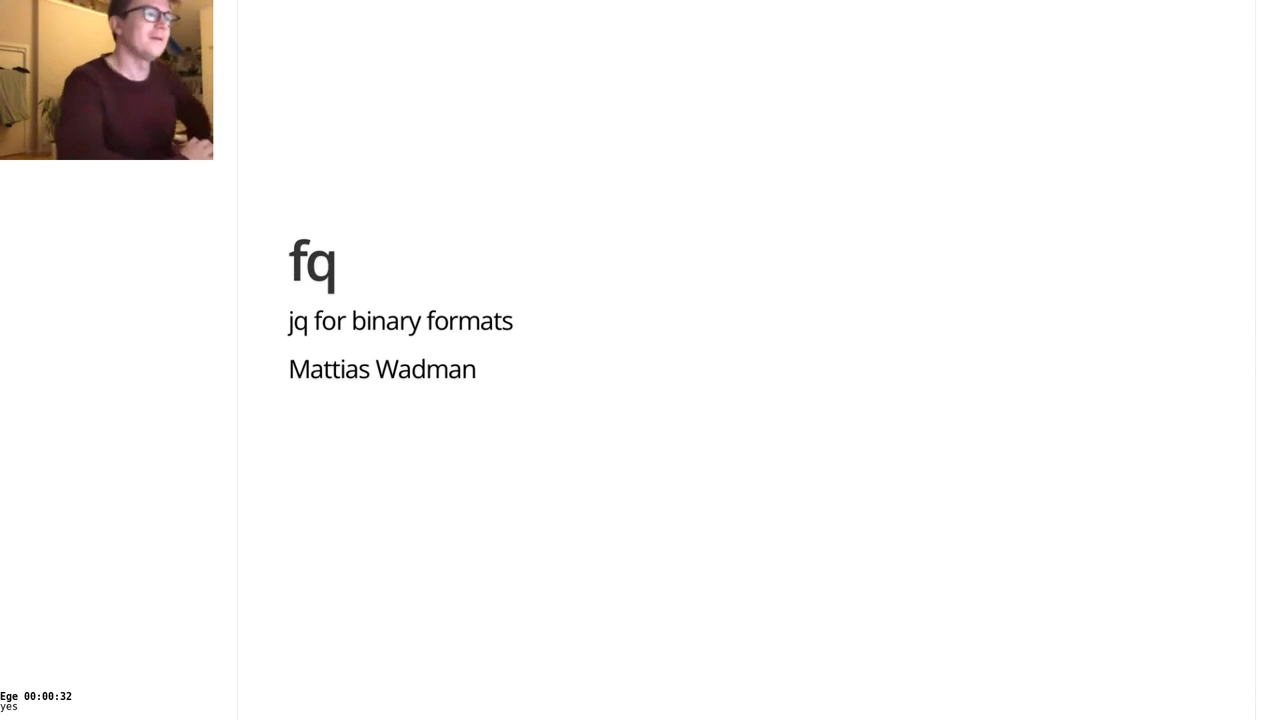 fq
jq for binary formats
Mattias Wadman
Ege 00:00:32
yes